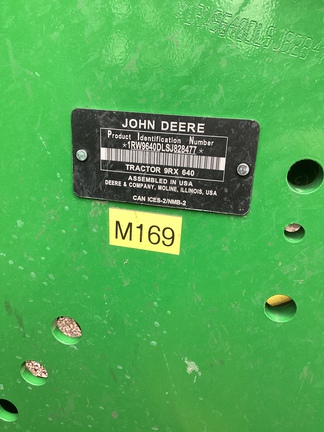 JOHN DEERE
Product Identification Number
*1RW9640DLSJ828477*
TRACTOR 9RX 640
ASSEMBLED IN USA
DEERE & COMPANY, MOLINE, ILLINOIS, USA
CAN ICES-2/NMB-2
M169